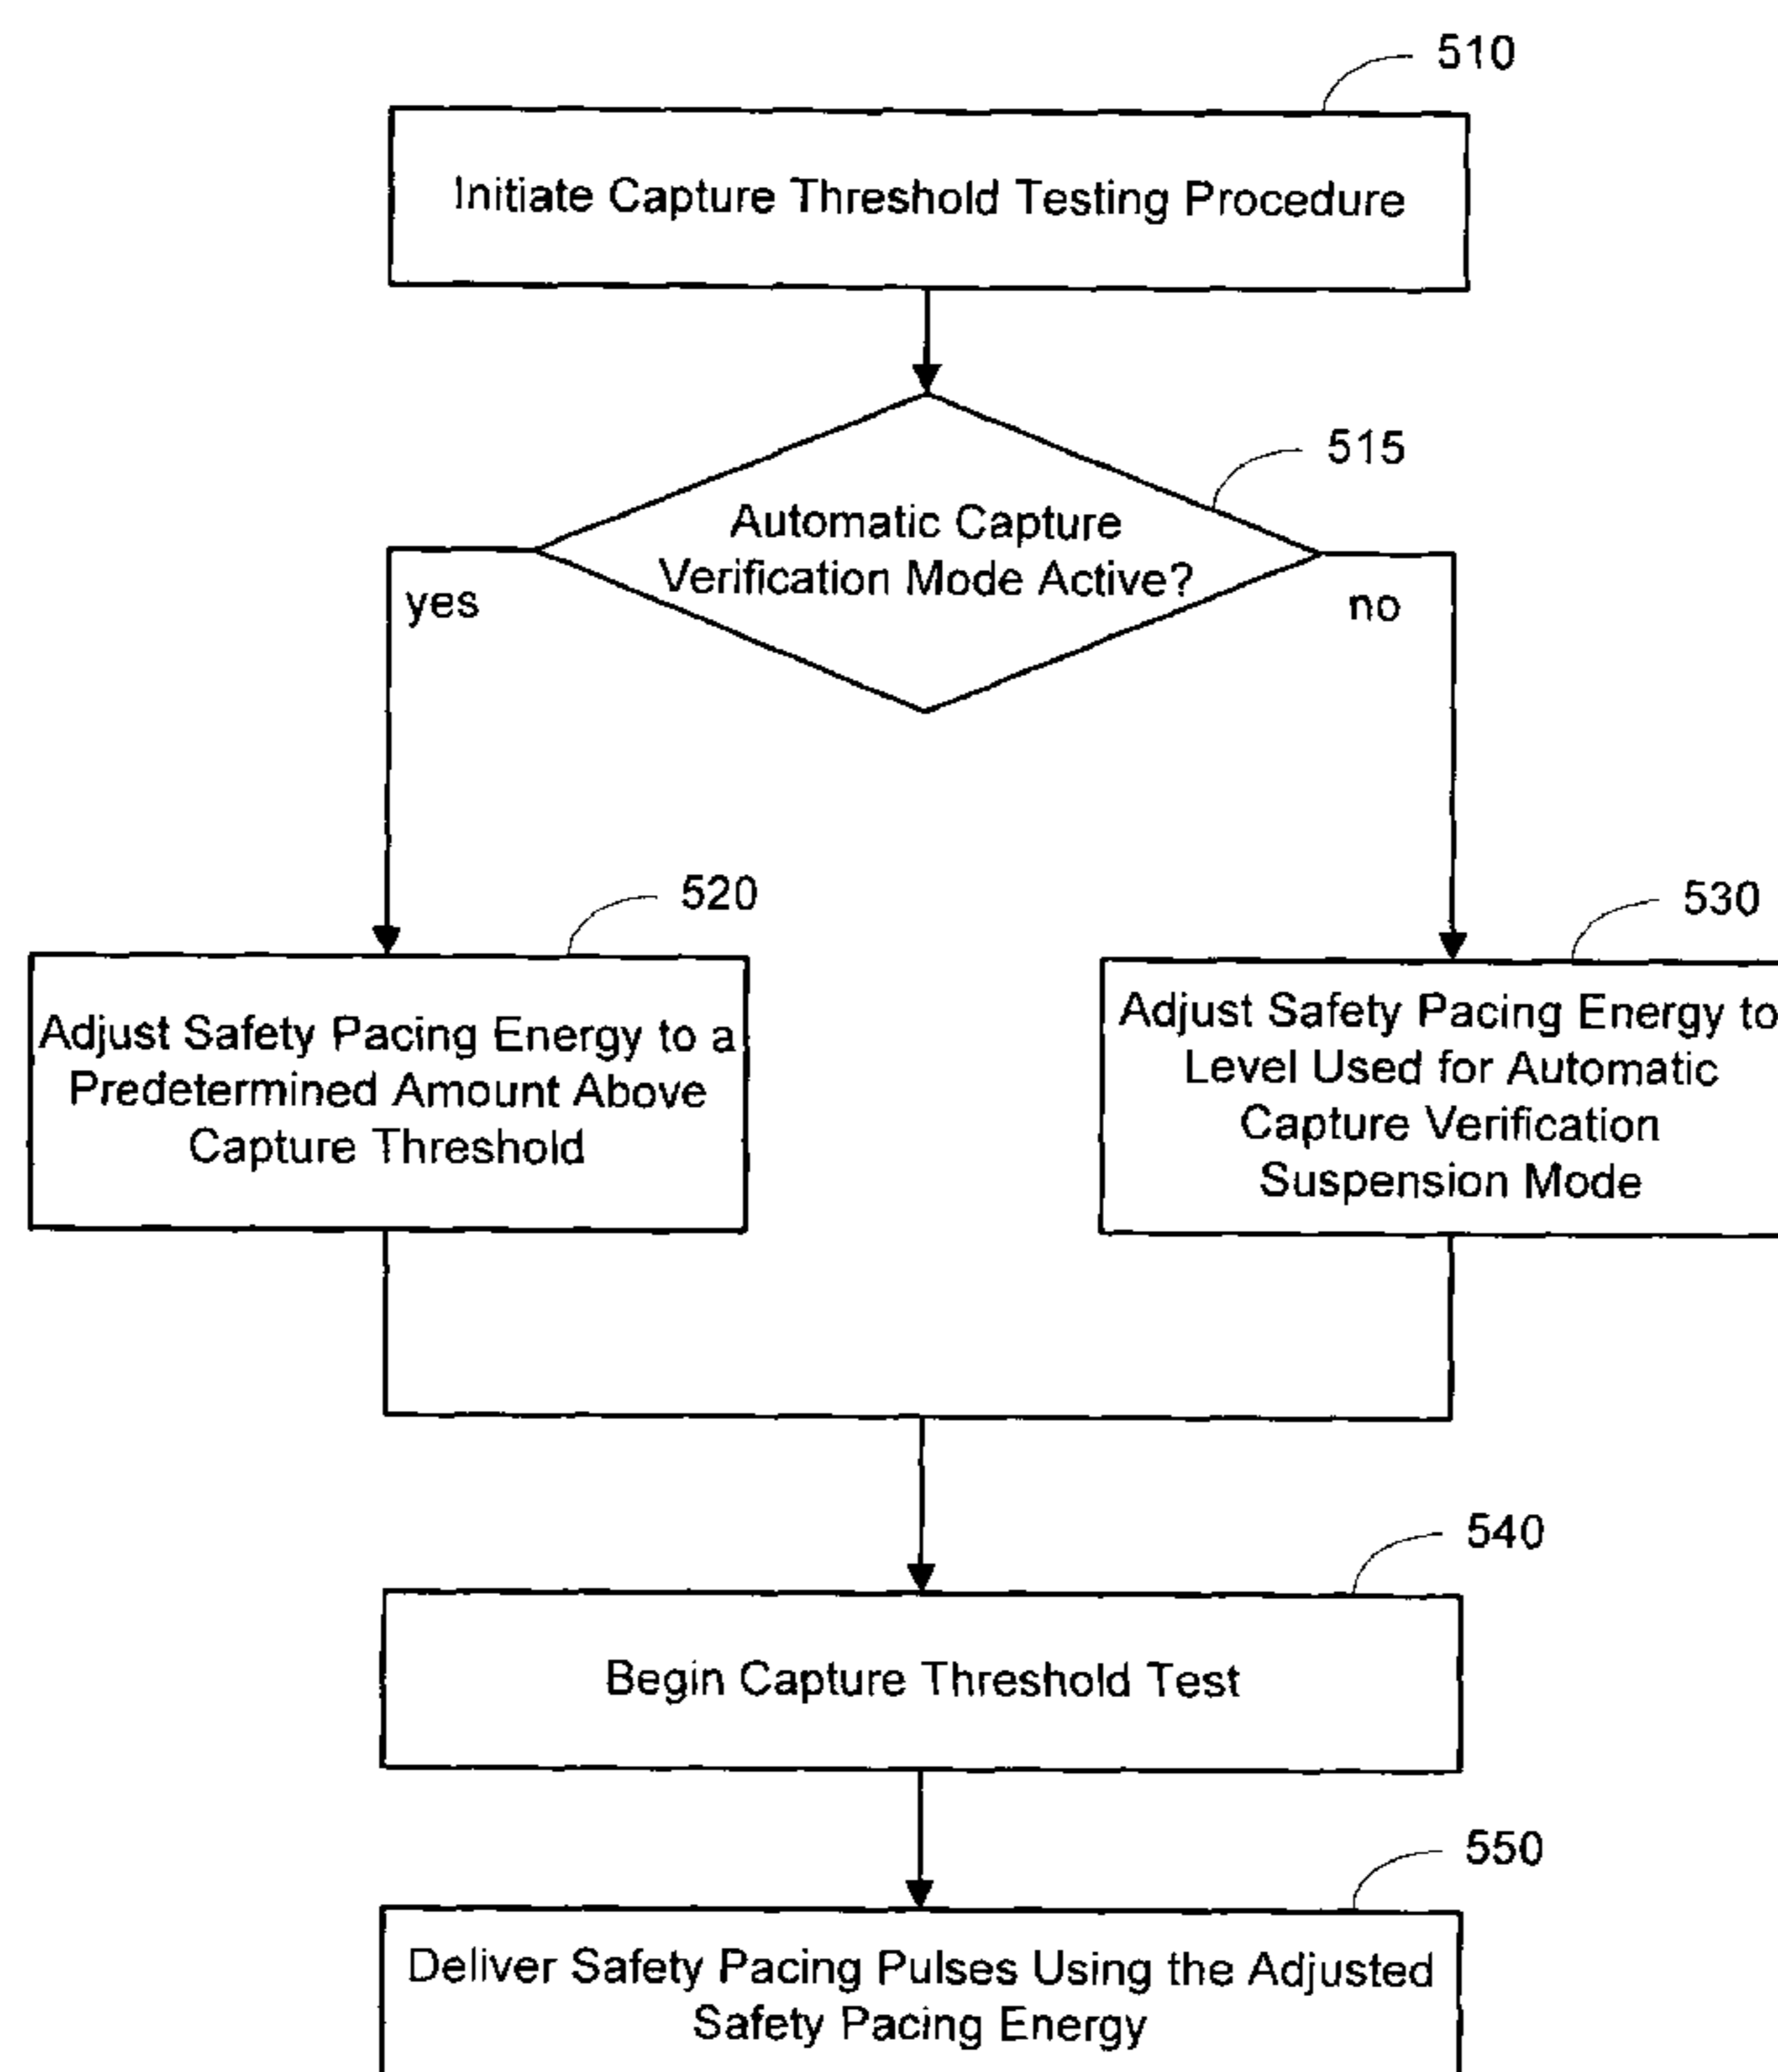 510
Initiate Capture Threshold Testing Procedure
515
Automatic Capture
Verification Mode Active?
yes
no
520
530
Adjust Safety Pacing Energy to a
Predetermined Amount Above
Capture Threshold
Adjust Safety Pacing Energy to
Level Used for Automatic
Capture Verification
Suspension Mode
540
Begin Capture Threshold Test
550
Deliver Safety Pacing Pulses Using the Adjusted
Safety Pacing Energy